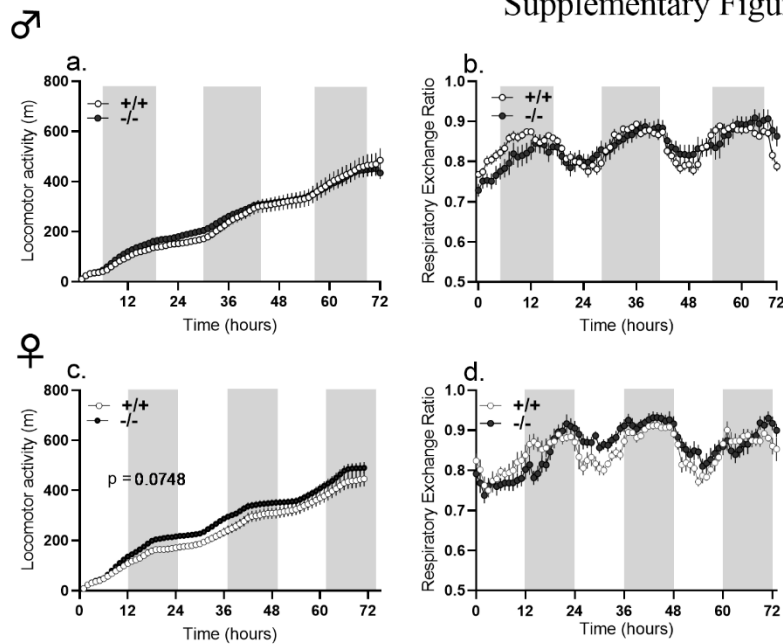 Supplementary Figu
♂
a.
+/+
-/-
Locomotor activity (m)
800
600
400
200
0
12 24 36 48 60 72
Time (hours)
b.
+/+
-/-
Respiratory Exchange Ratio
1.0
0.9
0.8
0.7
0.6
0.5
0 12 24 36 48 60 72
Time (hours)
♀
c.
+/+
-/-
p = 0.0748
Locomotor activity (m)
800
600
400
200
0
12 24 36 48 60 72
Time (hours)
d.
+/+
-/-
Respiratory Exchange Ratio
1.0
0.9
0.8
0.7
0.6
0.5
0 12 24 36 48 60 72
Time (hours)